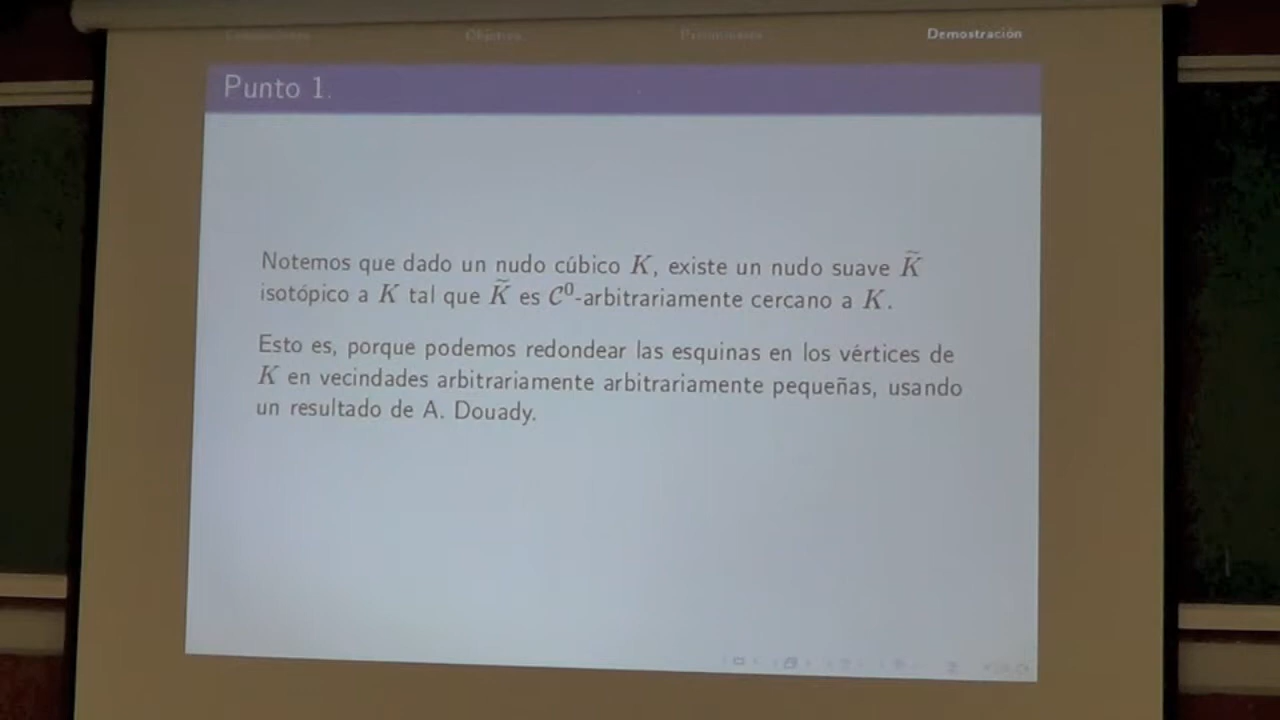 Objetivo
Preliminares
Demostración
Punto 1.
Notemos que dado un nudo cúbico K, existe un nudo suave K̃
isotópico a K tal que K̃ es 𝒞⁰-arbitrariamente cercano a K.
Esto es, porque podemos redondear las esquinas en los vértices de
K en vecindades arbitrariamente arbitrariamente pequeñas, usando
un resultado de A. Douady.